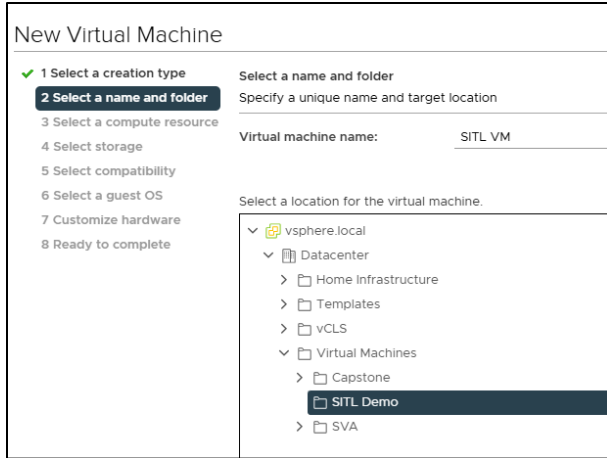 New Virtual Machine
1 Select a creation type
2 Select a name and folder
3 Select a compute resource
4 Select storage
5 Select compatibility
6 Select a guest OS
7 Customize hardware
8 Ready to complete
Select a name and folder
Specify a unique name and target location
Virtual machine name: SITL VM
Select a location for the virtual machine.
vsphere.local
Datacenter
Home Infrastructure
Templates
vCLS
Virtual Machines
Capstone
SITL Demo
SVA